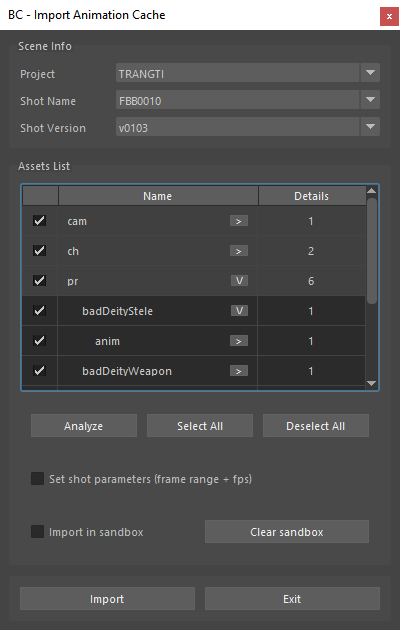 BC - Import Animation Cache x
Scene Info
Project TRANGTI
Shot Name FBB0010
Shot Version v0103
Assets List
Name Details
cam > 1
ch > 2
pr V 6
badDeityStele V 1
anim > 1
badDeityWeapon > 1
Analyze Select All Deselect All
Set shot parameters (frame range + fps)
Import in sandbox Clear sandbox
Import Exit